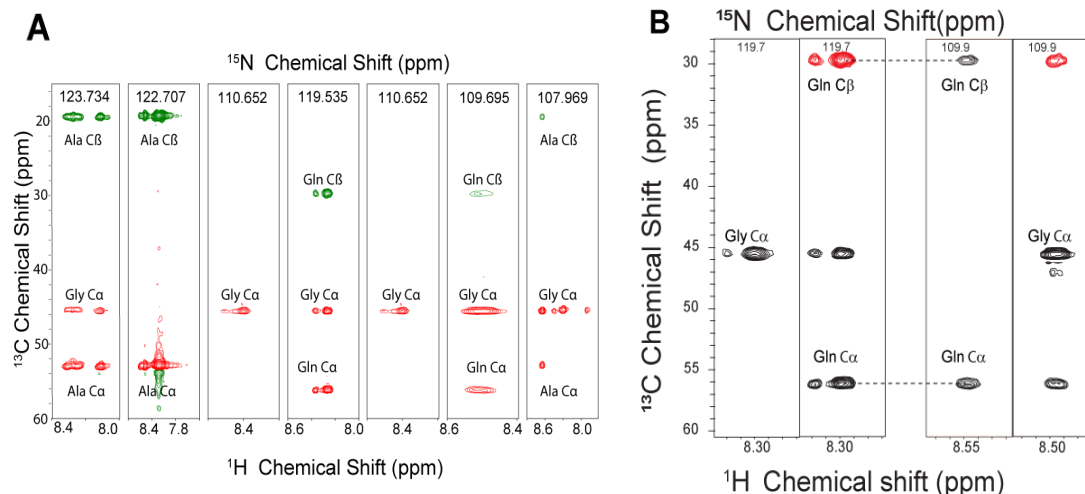 A
¹⁵N Chemical Shift (ppm)
123.734 122.707 110.652 119.535 110.652 109.695 107.969
20
30
40
50
60
¹³C Chemical Shift (ppm)
Ala Cß Ala Cß Ala Cß
Gln Cß Gln Cß
Gly Cα Gly Cα Gly Cα Gly Cα Gly Cα Gly Cα
Gln Cα Gln Cα
Ala Cα Ala Cα Ala Cα
8.4 8.0 8.4 7.8 8.4 8.6 8.0 8.4 8.6 8.4 8.6 8.0
¹H Chemical Shift (ppm)
B
¹⁵N Chemical Shift(ppm)
119.7 119.7 109.9 109.9
30
35
40
45
50
55
60
¹³C Chemical Shift (ppm)
Gln Cβ Gln Cβ
Gly Cα Gly Cα
Gln Cα Gln Cα
8.30 8.30 8.55 8.50
¹H Chemical shift (ppm)